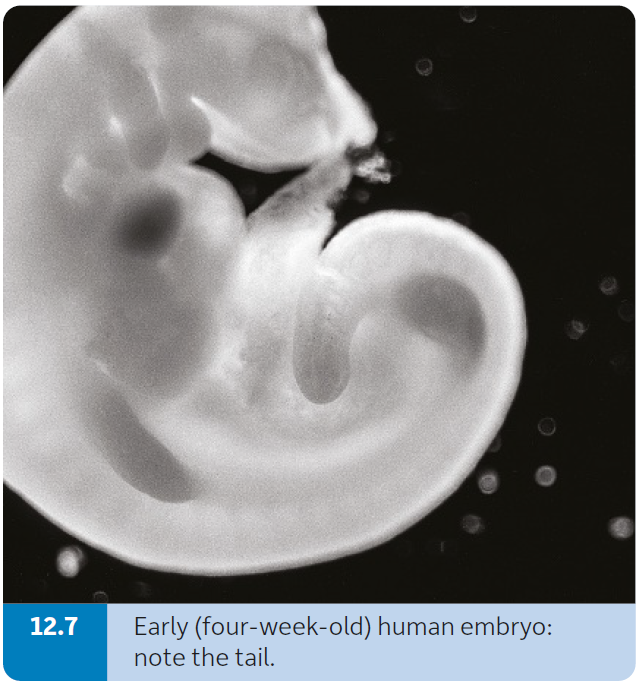 12.7
Early (four-week-old) human embryo:
note the tail.